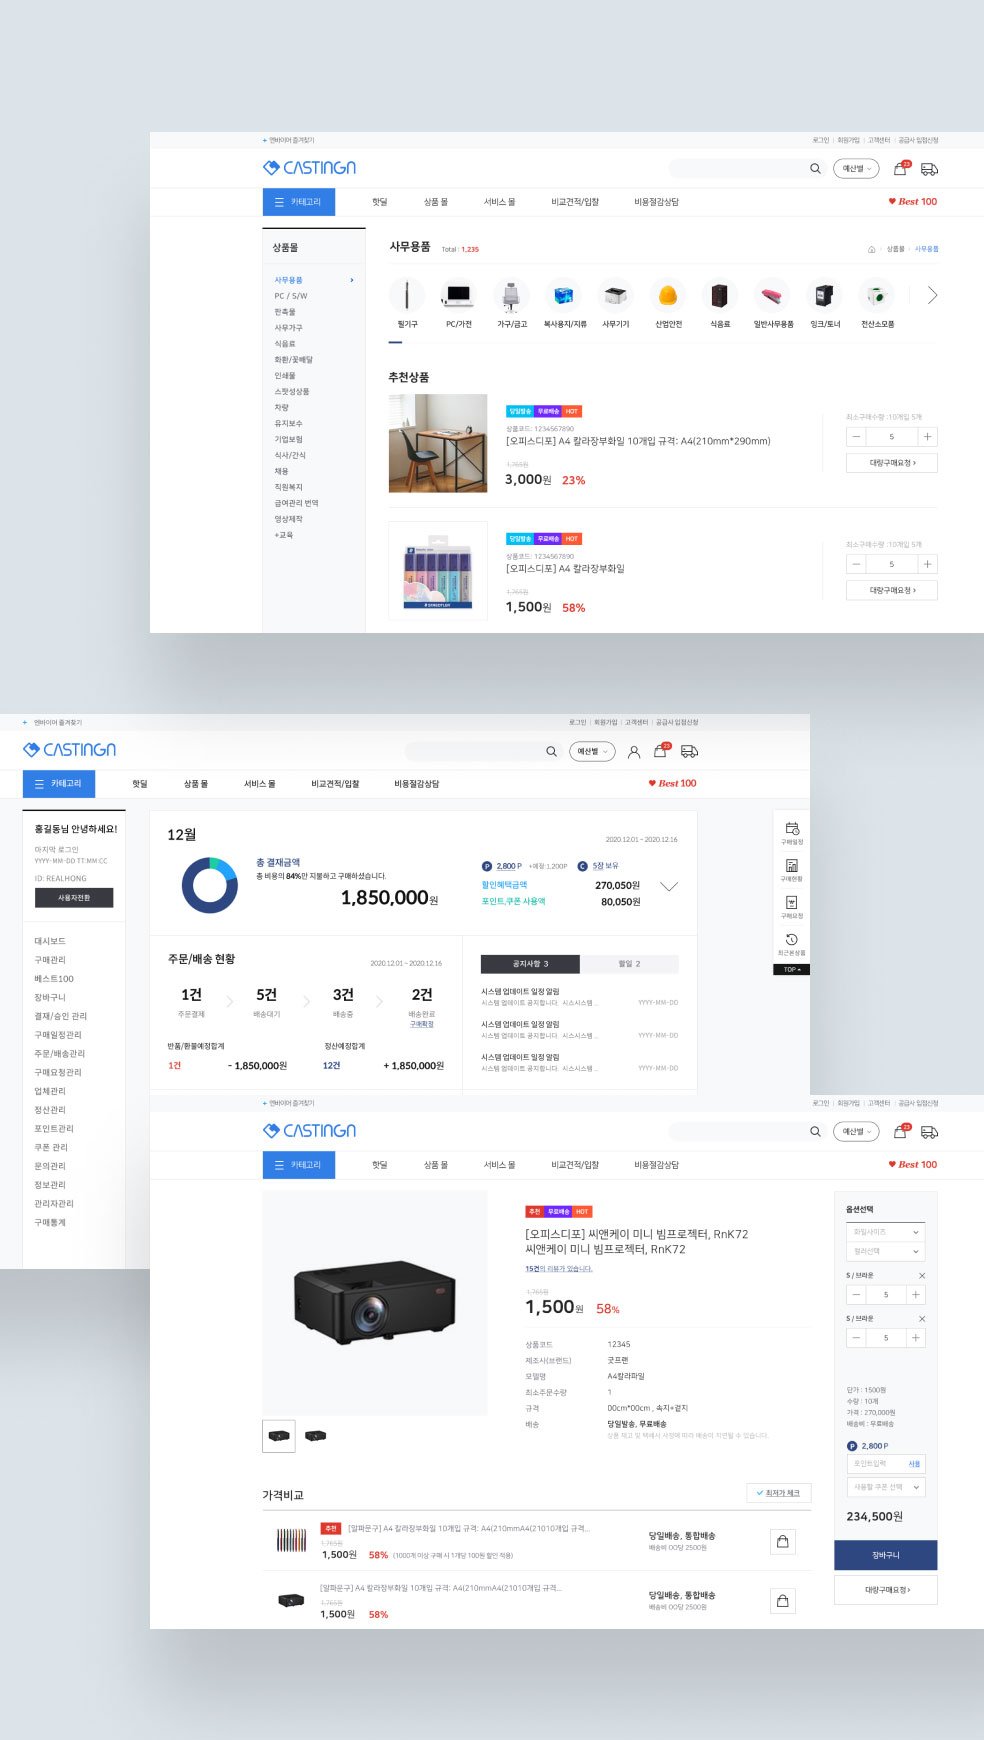 + 앤바이어 즐겨찾기
로그인 회원가입 고객센터 공급사 입점신청
CASTINGN
예산별
23
카테고리 핫딜 상품 몰 서비스 몰 비교견적/입찰 비용절감상담
Best 100
상품몰
사무용품
PC / S/W
판촉물
사무가구
식음료
화환/꽃배달
인쇄물
스팟성상품
차량
유지보수
기업보험
식사/간식
채용
직원복지
급여관리 번역
영상제작
+교육
사무용품 Total : 1,235
상품몰 사무용품
필기구 PC/가전 가구/금고 복사용지/지류 사무기기 산업안전 식음료 일반사무용품 잉크/토너 전산소모품
추천상품
당일발송 무료배송 HOT
상품코드: 1234567890
[오피스디포] A4 칼라장부화일 10개입 규격: A4(210mm*290mm)
1,765원
3,000원 23%
최소구매수량 :10개입 5개
5
대량구매요청 >
당일발송 무료배송 HOT
상품코드: 1234567890
[오피스디포] A4 칼라장부화일
1,765원
1,500원 58%
최소구매수량 :10개입 5개
5
대량구매요청 >
STAEDTLER
+ 앤바이어 즐겨찾기
로그인 회원가입 고객센터 공급사 입점신청
CASTINGN
예산별
23
카테고리 핫딜 상품 몰 서비스 몰 비교견적/입찰 비용절감상담
Best 100
홍길동님 안녕하세요!
마지막 로그인
YYYY-MM-DD TT:MM:CC
ID: REALHONG
사용자전환
대시보드
구매관리
베스트100
장바구니
결재/승인 관리
구매일정관리
주문/배송관리
구매요청관리
업체관리
정산관리
포인트관리
쿠폰 관리
문의관리
정보관리
관리자관리
구매통계
12월
2020.12.01 ~ 2020.12.16
총 결재금액
총 비용의 84%만 지불하고 구매하셨습니다.
1,850,000원
P 2,800 P +예정:1,200P C 5장 보유
할인혜택금액 270,050원
포인트,쿠폰 사용액 80,050원
주문/배송 현황
2020.12.01 ~ 2020.12.16
1건 5건 3건 2건
주문결제 배송대기 배송중 배송완료
구매확정
반품/환불예정합계 정산예정합계
1건 - 1,850,000원 12건 + 1,850,000원
공지사항 3 할일 2
시스템 업데이트 일정 알림
시스템 업데이트 공지합니다. 시스시스템 ... YYYY-MM-DD
시스템 업데이트 일정 알림
시스템 업데이트 공지합니다. 시스시스템 ... YYYY-MM-DD
시스템 업데이트 일정 알림
시스템 업데이트 공지합니다. 시스시스템 ... YYYY-MM-DD
구매일정
구매현황
구매요청
최근본상품
TOP
+ 앤바이어 즐겨찾기
로그인 회원가입 고객센터 공급사 입점신청
CASTINGN
예산별
23
카테고리 핫딜 상품 몰 서비스 몰 비교견적/입찰 비용절감상담
Best 100
추천 무료배송 HOT
[오피스디포] 씨앤케이 미니 빔프로젝터, RnK72
씨앤케이 미니 빔프로젝터, RnK72
15건의 리뷰가 있습니다.
1,765원
1,500원 58%
상품코드 12345
제조사(브랜드) 굿프랜
모델명 A4칼라파일
최소주문수량 1
규격 00cm*00cm , 속지+겉지
배송 당일발송, 무료배송
상품 재고 및 택배사 사정에 따라 배송이 지연될 수 있습니다.
옵션선택
화일사이즈
컬러선택
S / 브라운
5
S / 브라운
5
단가 : 1500원
수량 : 10개
가격 : 270,000원
배송비 : 무료배송
P 2,800 P
포인트입력 사용
사용할 쿠폰 선택
234,500원
장바구니
대량구매요청 >
가격비교
최저가 체크
추천 [알파문구] A4 칼라장부화일 10개입 규격: A4(210mmA4(21010개입 규격...
1,765원
1,500원 58% (1000개 이상 구매 시 1개당 100원 할인 적용)
당일배송, 통합배송
배송비 00당 2500원
[알파문구] A4 칼라장부화일 10개입 규격: A4(210mmA4(21010개입 규격...
1,765원
1,500원 58%
당일배송, 통합배송
배송비 00당 2500원